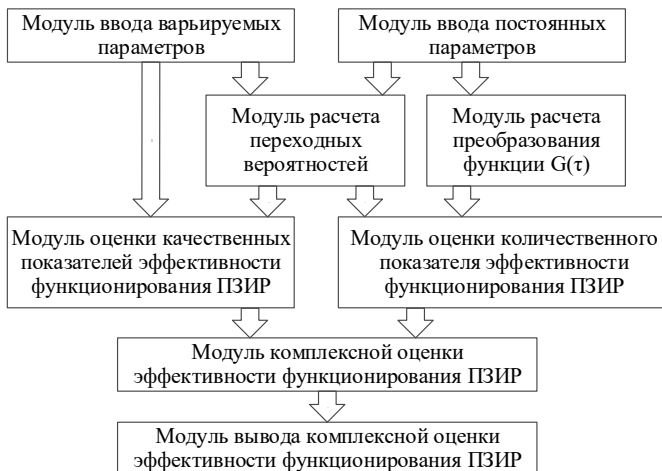 Модуль ввода варьируемых
параметров
Модуль ввода постоянных
параметров
Модуль расчета
переходных
вероятностей
Модуль расчета
преобразования
функции G(τ)
Модуль оценки качественных
показателей эффективности
функционирования ПЗИР
Модуль оценки количественного
показателя эффективности
функционирования ПЗИР
Модуль комплексной оценки
эффективности функционирования ПЗИР
Модуль вывода комплексной оценки
эффективности функционирования ПЗИР